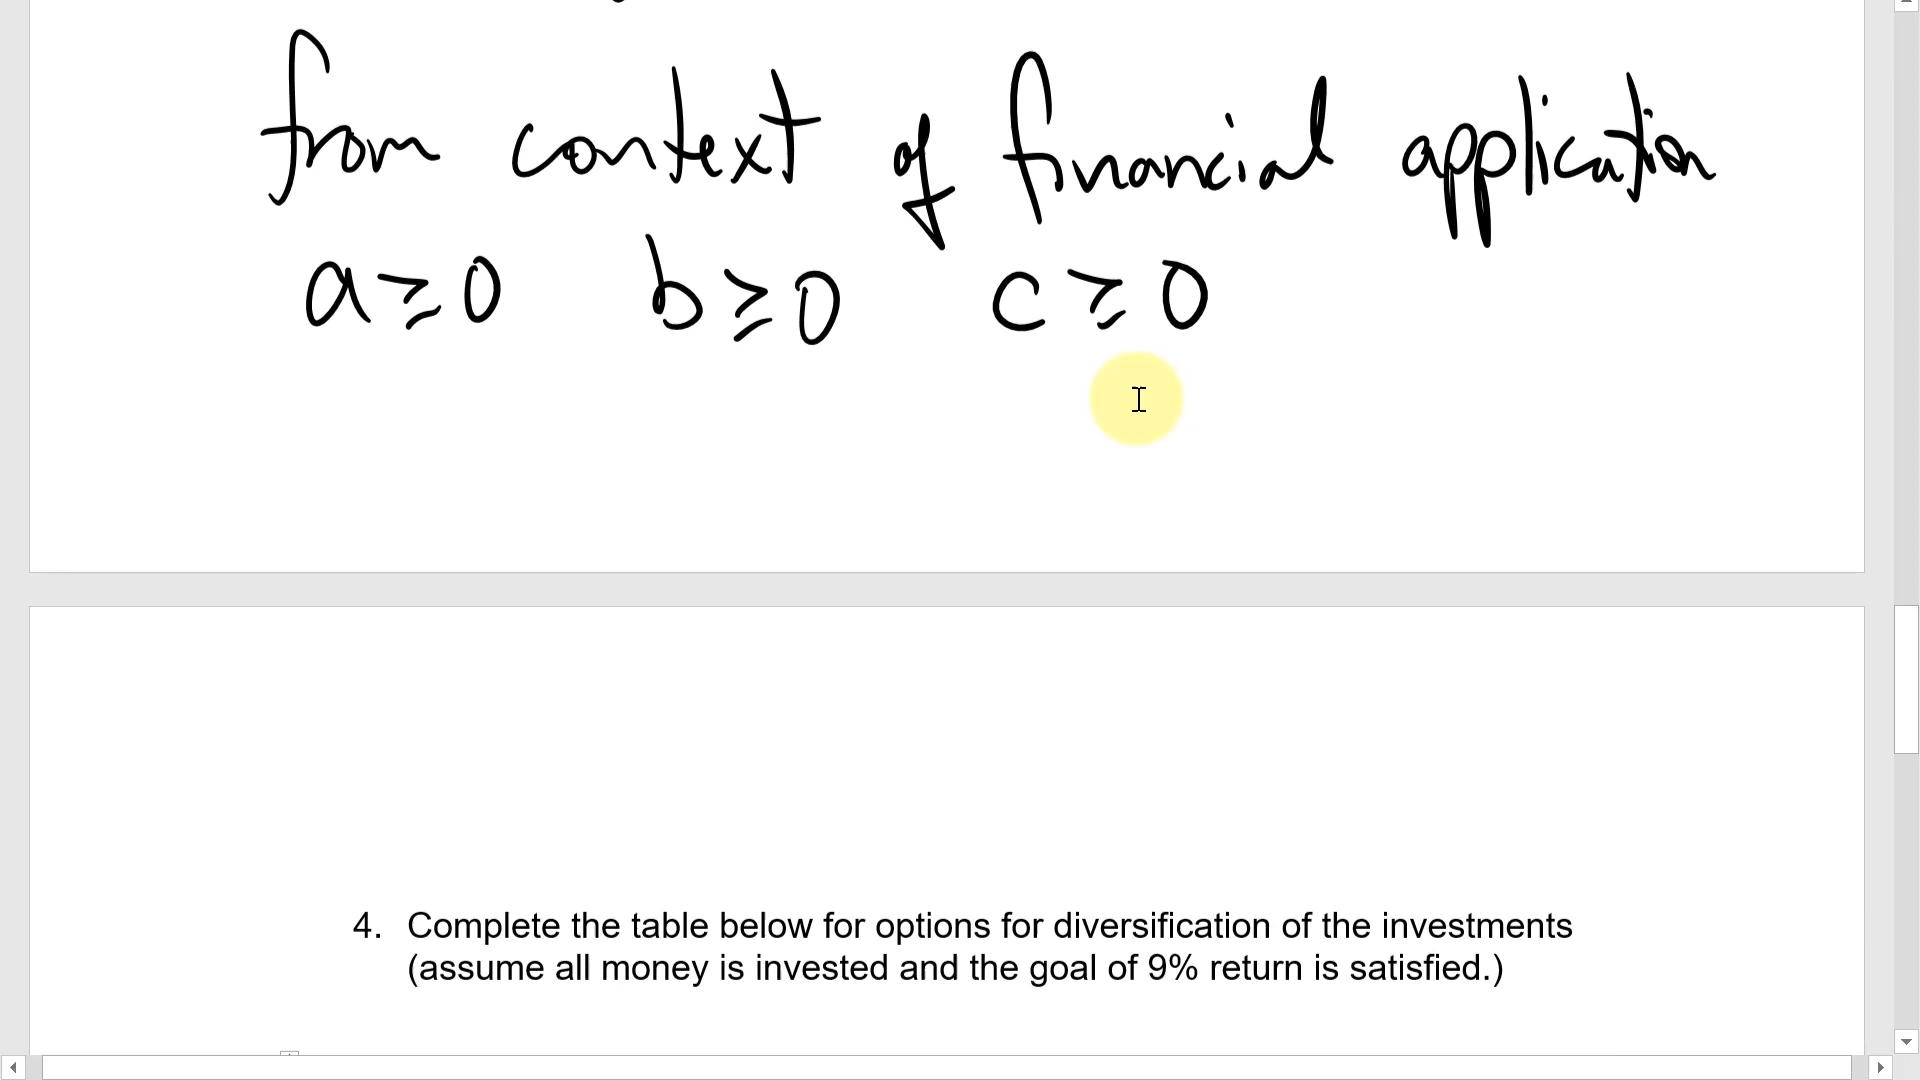 from context of financial application
a ≥ 0 b ≥ 0 c ≥ 0
4. Complete the table below for options for diversification of the investments
(assume all money is invested and the goal of 9% return is satisfied.)